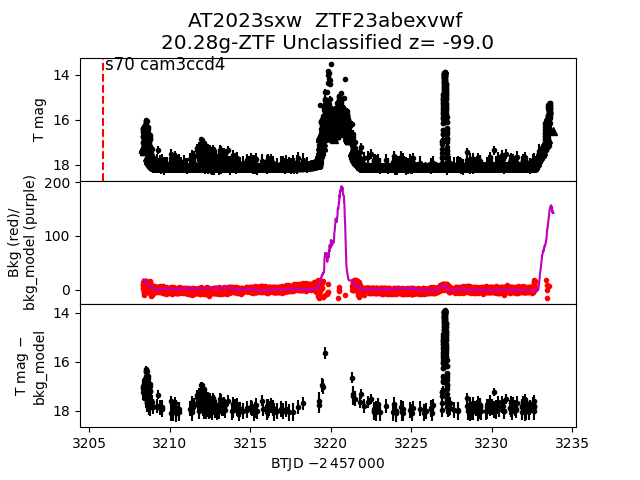 AT2023sxw  ZTF23abexvwf
20.28g-ZTF Unclassified z= -99.0
s70 cam3ccd4
T mag
14
16
18
Bkg (red)/
bkg_model (purple)
200
100
0
T mag −
bkg_model
14
16
18
3205 3210 3215 3220 3225 3230 3235
BTJD −2 457 000